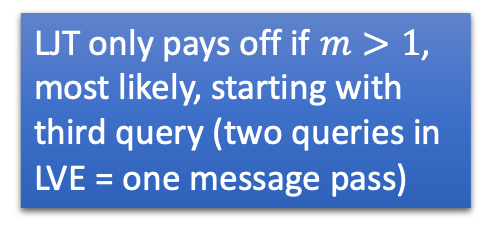 LJT only pays off if m > 1,
most likely, starting with
third query (two queries in
LVE = one message pass)